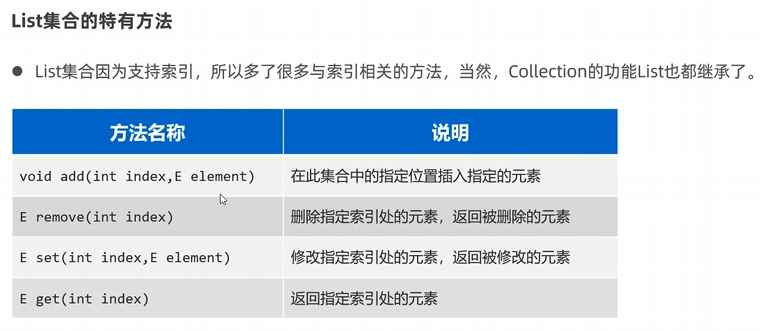 List集合的特有方法
● List集合因为支持索引，所以多了很多与索引相关的方法，当然，Collection的功能List也都继承了。
方法名称 说明
void add(int index,E element) 在此集合中的指定位置插入指定的元素
E remove(int index) 删除指定索引处的元素，返回被删除的元素
E set(int index,E element) 修改指定索引处的元素，返回被修改的元素
E get(int index) 返回指定索引处的元素